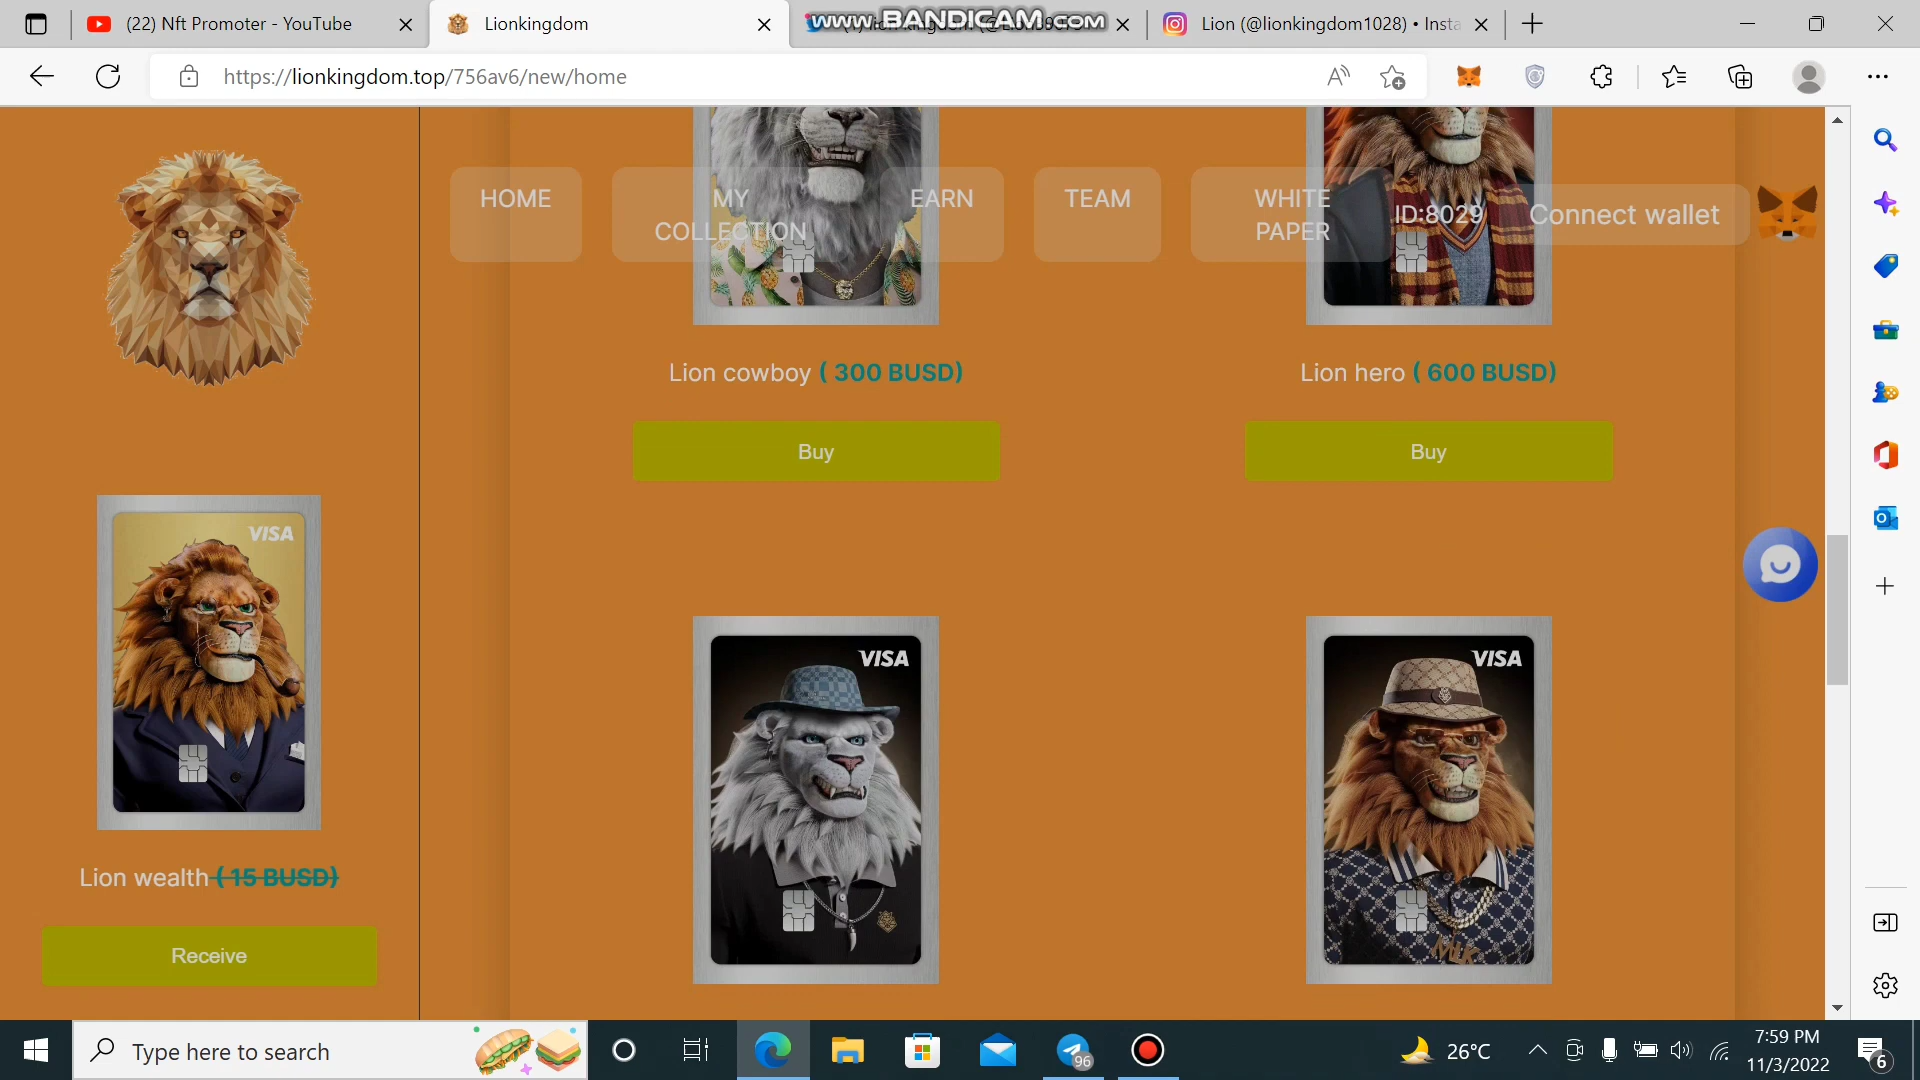 (22) Nft Promoter - YouTube
Lionkingdom
www.BANDICAM.COM
Lion (@lionkingdom1028) • Insta
https://lionkingdom.top/756av6/new/home
HOME
MY
COLLECTION
EARN
TEAM
WHITE
PAPER
ID:8029
Connect wallet
Lion cowboy ( 300 BUSD)
Lion hero ( 600 BUSD)
Buy
Buy
VISA
VISA
VISA
MLK
Lion wealth ( 15 BUSD)
Receive
Type here to search
96
26°C
7:59 PM
11/3/2022
6